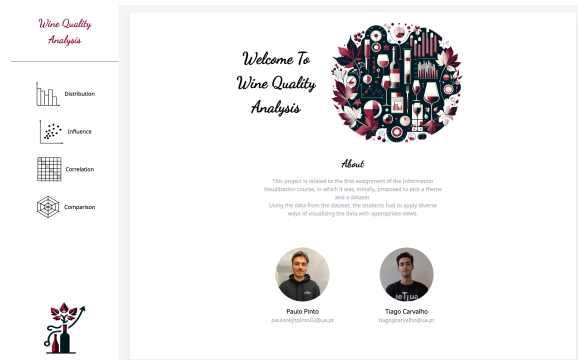 Wine Quality
Analysis
Distribution
Influence
Correlation
Comparison
Welcome To
Wine Quality
Analysis
About
This project is related to the first assignment of the Information
Visualization course, in which it was, initially, proposed to pick a theme
and a dataset.
Using the data from the dataset, the students had to apply diverse
ways of visualizing the data with appropriate views.
Paulo Pinto
Tiago Carvalho
tiagogcarvalho@ua.pt